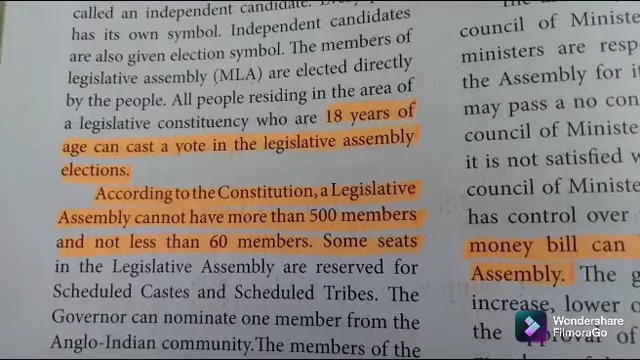 called an independent candidate.
has its own symbol. Independent candidates
are also given election symbol. The members of
legislative assembly (MLA) are elected directly
by the people. All people residing in the area of
a legislative constituency who are 18 years of
age can cast a vote in the legislative assembly
elections.
According to the Constitution, a Legislative
Assembly cannot have more than 500 members
and not less than 60 members. Some seats
in the Legislative Assembly are reserved for
Scheduled Castes and Scheduled Tribes. The
Governor can nominate one member from the
Anglo-Indian community.The members of the
council of Ministe
ministers are resp
the Assembly for it
may pass a no con
council of Ministe
it is not satisfied w
council of Ministe
has control over
money bill can
Assembly. The g
increase, lower o
the approval of
Wondershare
FilmoraGo